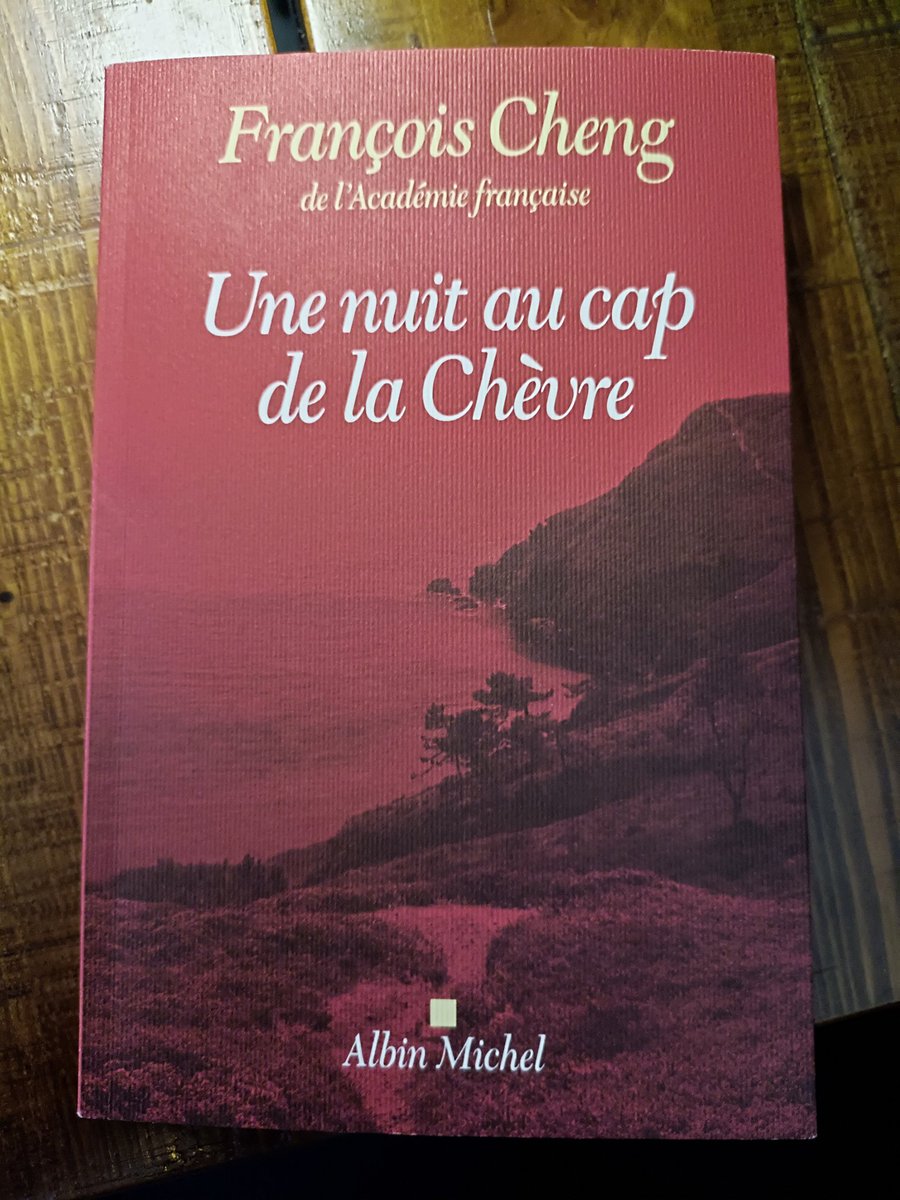 François Cheng
de l'Académie française
Une nuit au cap
de la Chèvre
Albin Michel